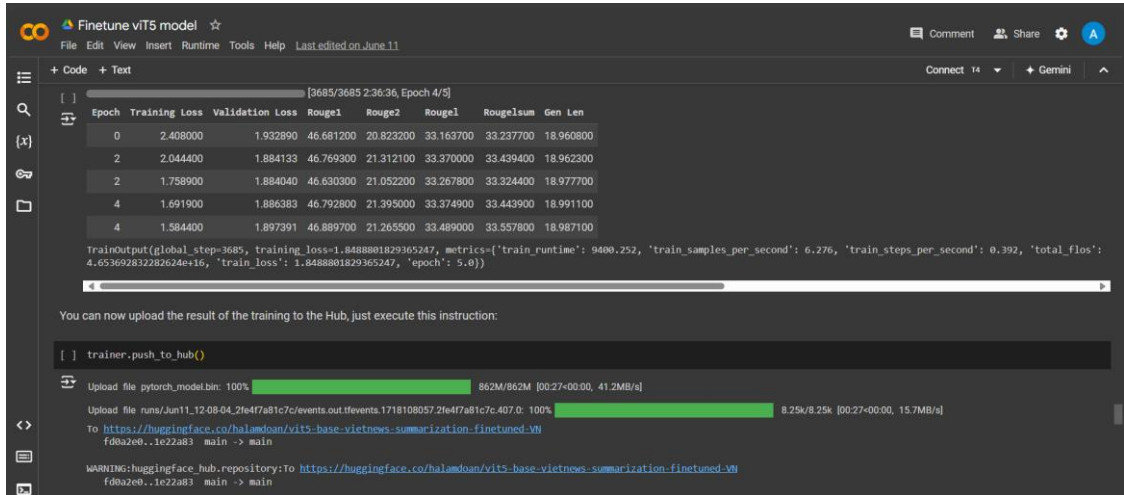 Finetune viT5 model
File Edit View Insert Runtime Tools Help Last edited on June 11
Comment Share A
+ Code + Text
Connect T4 Gemini
[ ] [3685/3685 2:36:36, Epoch 4/5]
Epoch Training Loss Validation Loss Rouge1 Rouge2 Rougel Rougelsum Gen Len
0 2.408000 1.932890 46.681200 20.823200 33.163700 33.237700 18.960800
2 2.044400 1.884133 46.769300 21.312100 33.370000 33.439400 18.962300
2 1.758900 1.884040 46.630300 21.052200 33.267800 33.324400 18.977700
4 1.691900 1.886383 46.792800 21.395000 33.374900 33.443900 18.991100
4 1.584400 1.897391 46.889700 21.265500 33.489000 33.557800 18.987100
TrainOutput(global_step=3685, training_loss=1.8488801829365247, metrics={'train_runtime': 9400.252, 'train_samples_per_second': 6.276, 'train_steps_per_second': 0.392, 'total_flos':
4.653692832282624e+16, 'train_loss': 1.8488801829365247, 'epoch': 5.0})
You can now upload the result of the training to the Hub, just execute this instruction:
[ ] trainer.push_to_hub()
Upload file pytorch_model.bin: 100% 862M/862M [00:27<00:00, 41.2MB/s]
Upload file runs/Jun11_12-08-04_2fe4f7a81c7c/events.out.tfevents.1718108057.2fe4f7a81c7c.407.0: 100% 8.25k/8.25k [00:27<00:00, 15.7MB/s]
To https://huggingface.co/halamdoan/vit5-base-vietnews-summarization-finetuned-VN
fd0a2e0..1e22a83 main -> main
WARNING:huggingface_hub.repository:To https://huggingface.co/halamdoan/vit5-base-vietnews-summarization-finetuned-VN
fd0a2e0..1e22a83 main -> main